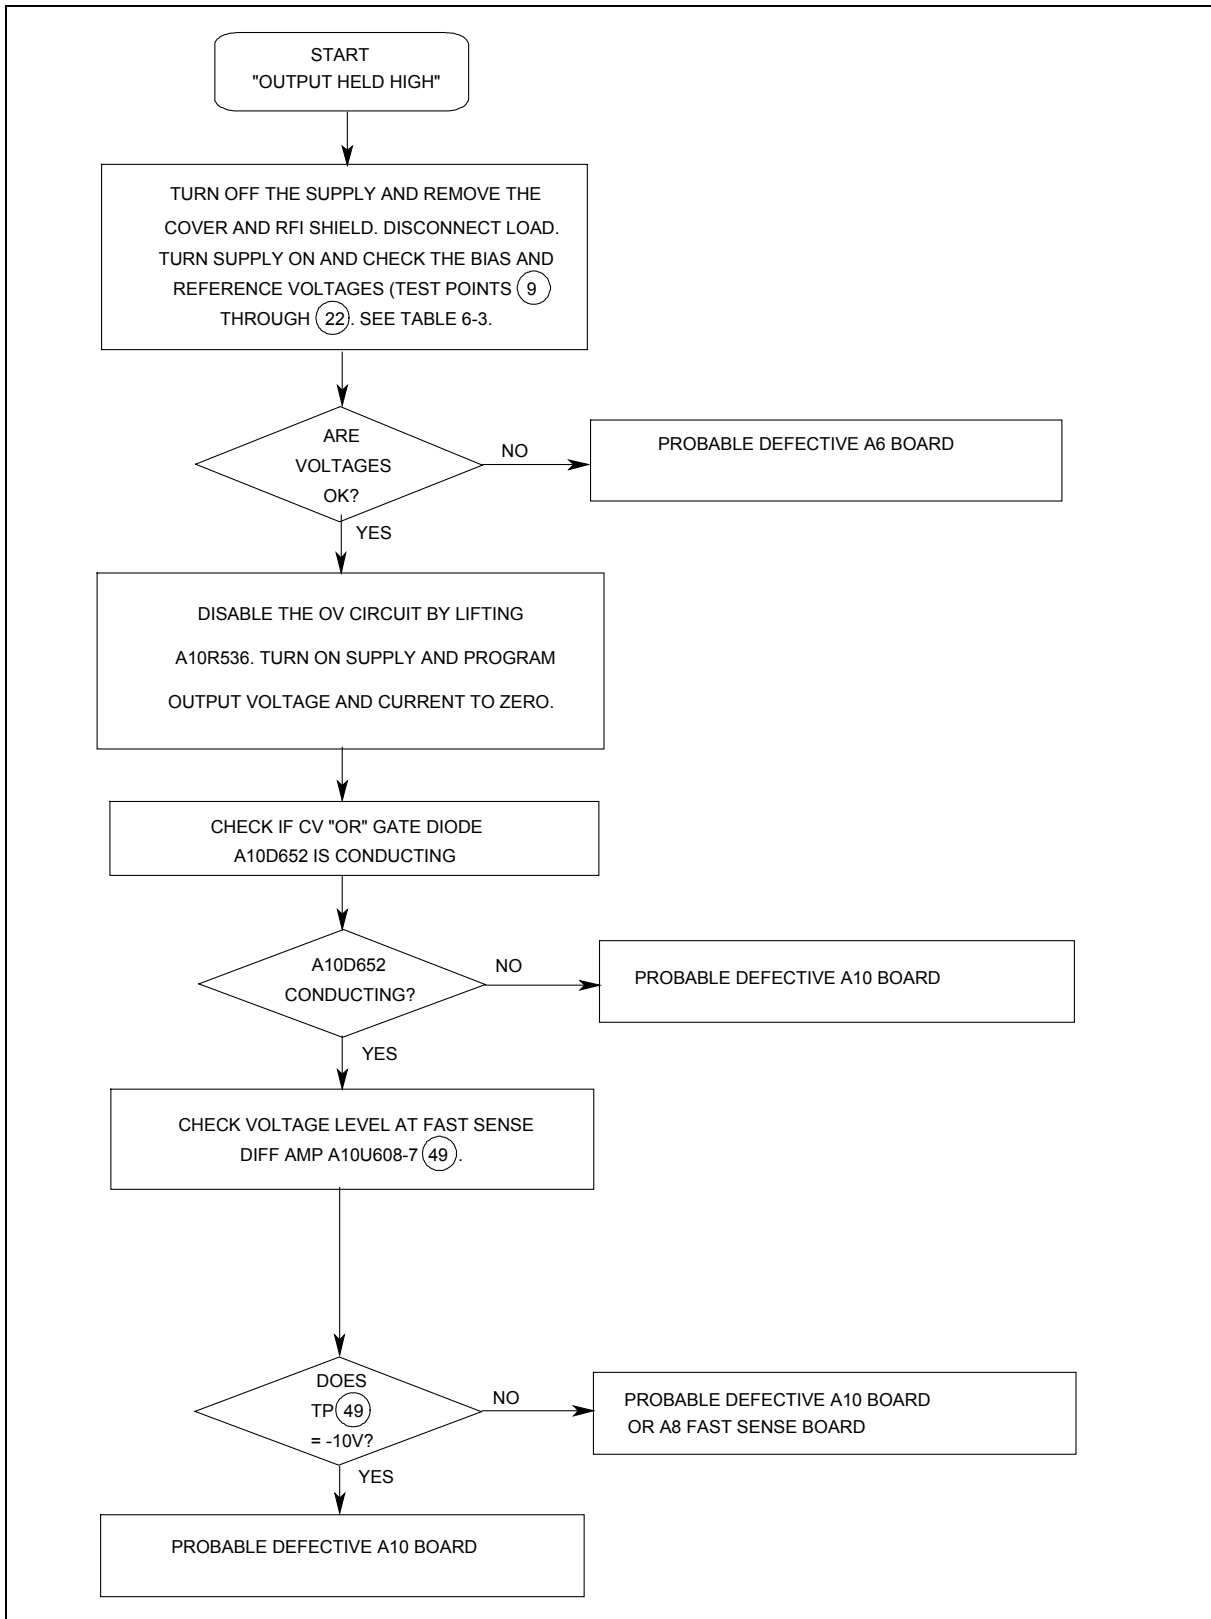 START
"OUTPUT HELD HIGH"
TURN OFF THE SUPPLY AND REMOVE THE
COVER AND RFI SHIELD. DISCONNECT LOAD.
TURN SUPPLY ON AND CHECK THE BIAS AND
REFERENCE VOLTAGES (TEST POINTS 9
THROUGH 22. SEE TABLE 6-3.
ARE
VOLTAGES
OK?
NO
PROBABLE DEFECTIVE A6 BOARD
YES
DISABLE THE OV CIRCUIT BY LIFTING
A10R536. TURN ON SUPPLY AND PROGRAM
OUTPUT VOLTAGE AND CURRENT TO ZERO.
CHECK IF CV "OR" GATE DIODE
A10D652 IS CONDUCTING
A10D652
CONDUCTING?
NO
PROBABLE DEFECTIVE A10 BOARD
YES
CHECK VOLTAGE LEVEL AT FAST SENSE
DIFF AMP A10U608-7 49.
DOES
TP 49
= -10V?
NO
PROBABLE DEFECTIVE A10 BOARD
OR A8 FAST SENSE BOARD
YES
PROBABLE DEFECTIVE A10 BOARD